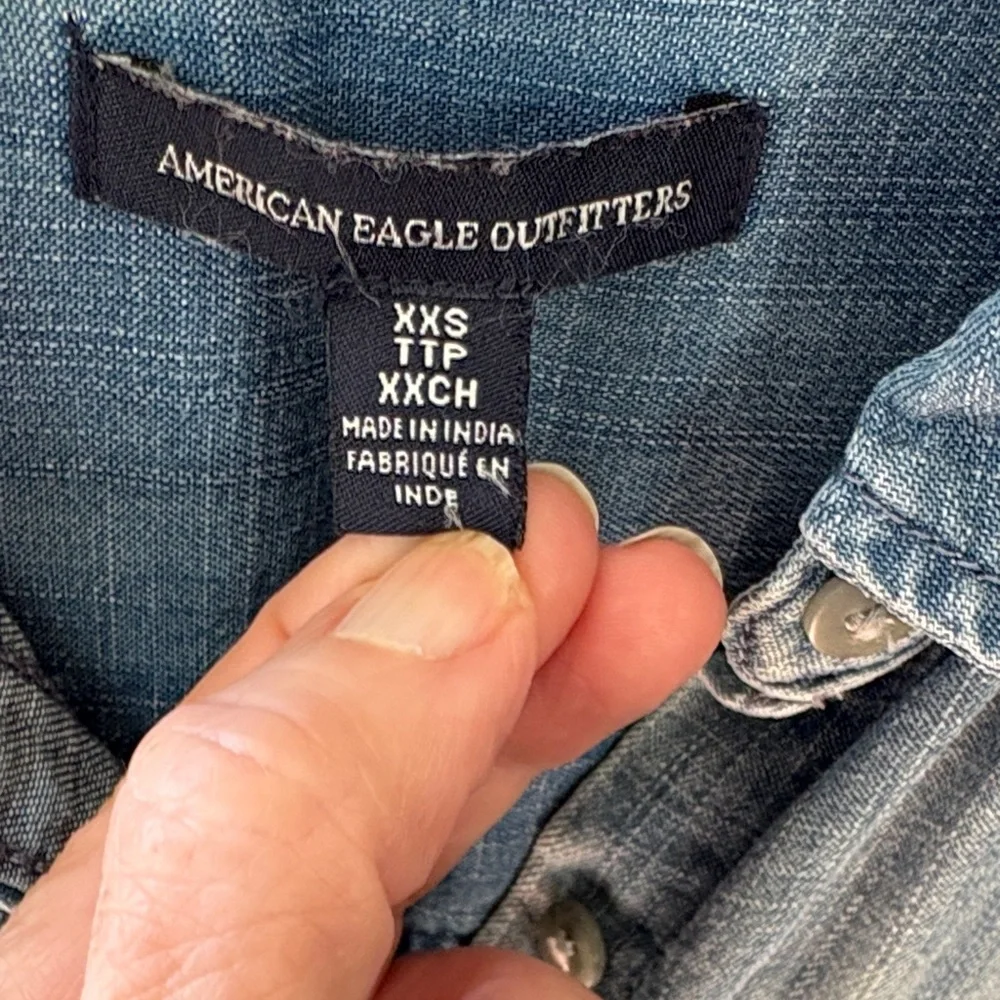 AMERICAN EAGLE OUTFITTERS
XXS
TTP
XXCH
MADE IN INDIA
FABRIQUÉ EN
INDE